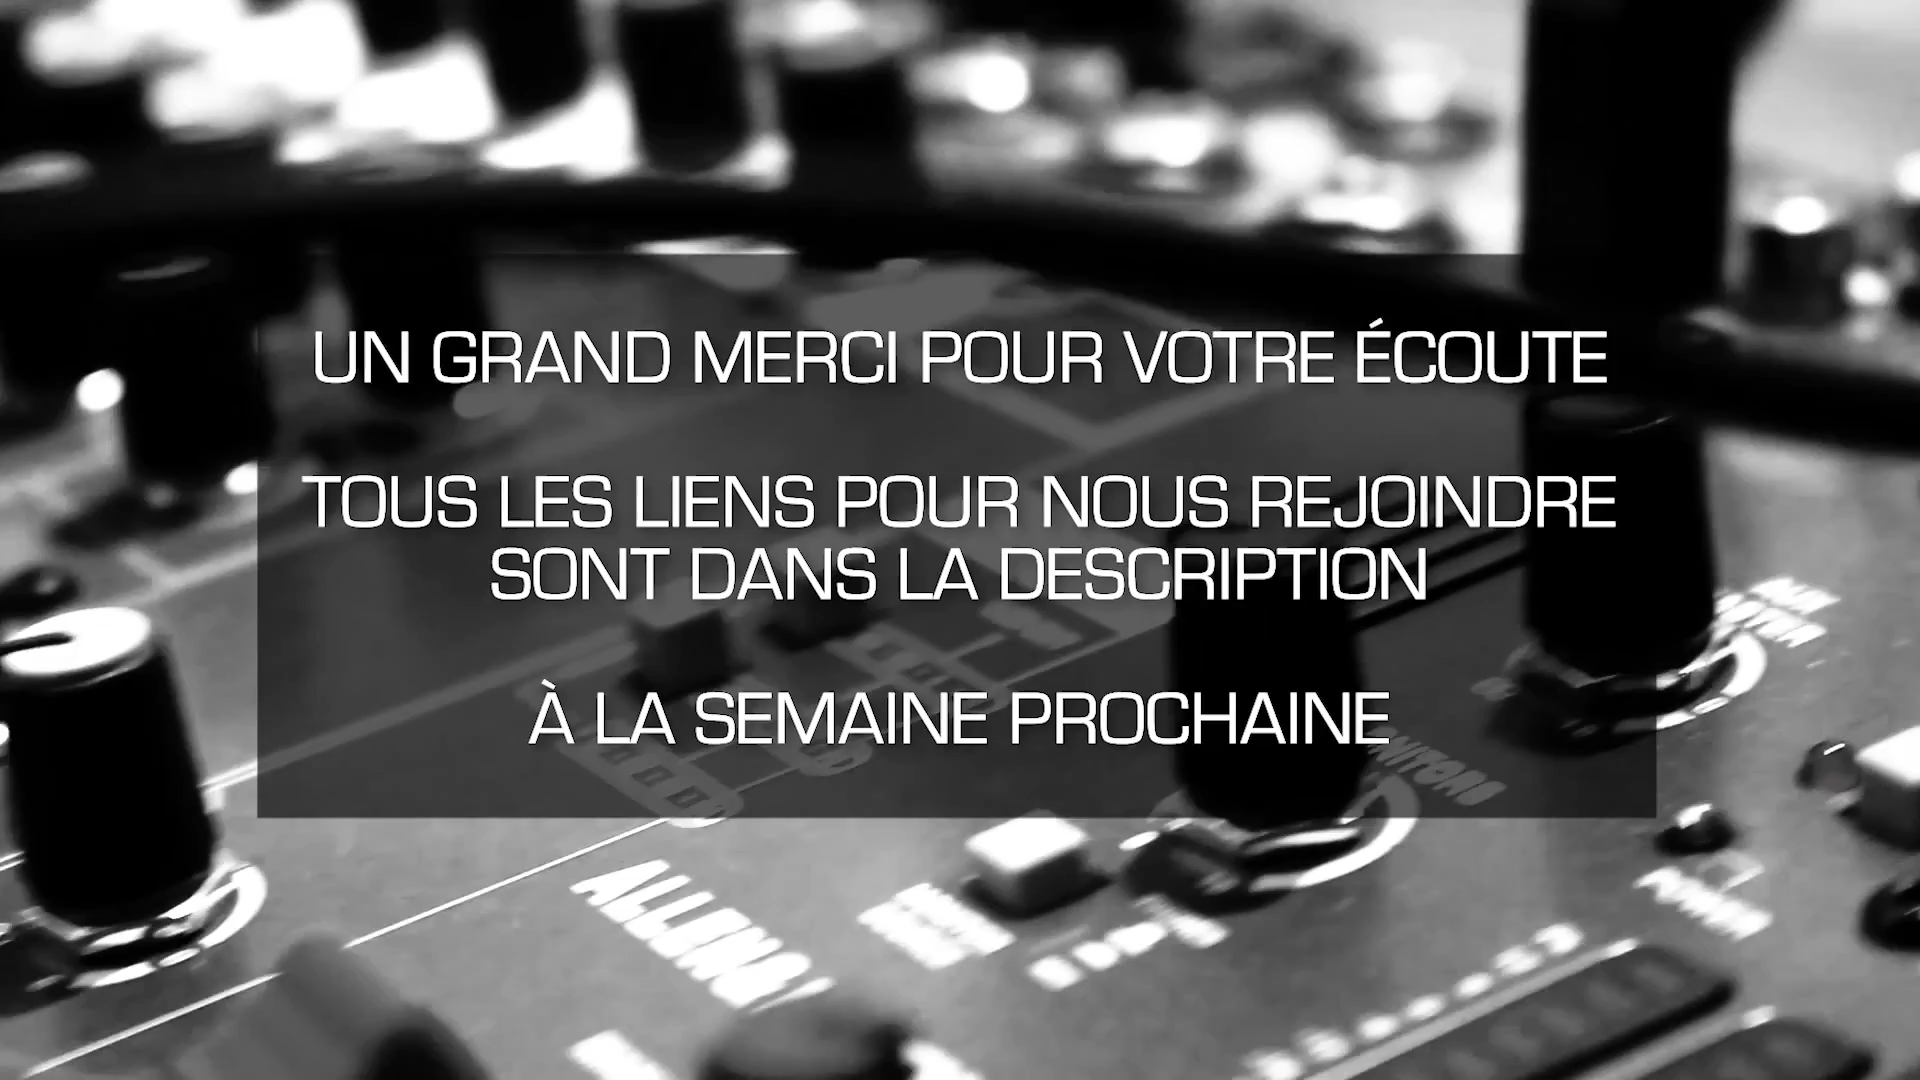 UN GRAND MERCI POUR VOTRE ÉCOUTE
TOUS LES LIENS POUR NOUS REJOINDRE
SONT DANS LA DESCRIPTION
À LA SEMAINE PROCHAINE